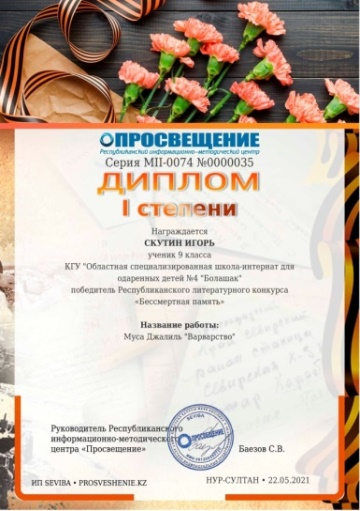 ПРОСВЕЩЕНИЕ
Республиканский информационно-методический центр
Серия МП-0074 №0000035
ДИПЛОМ
I степени
Награждается
СКУТИН ИГОРЬ
ученик 9 класса
КГУ "Областная специализированная школа-интернат для
одаренных детей №4 "Болашак"
победитель Республиканского литературного конкурса
«Бессмертная память»
Название работы:
Муса Джалиль "Варварство"
Руководитель Республиканского
информационно-методического
центра «Просвещение»
ПРОСВЕЩЕНИЕ
Баезов С.В.
ИП SEVIBA • PROSVESHENIE.KZ
НУР-СУЛТАН • 22.05.2021